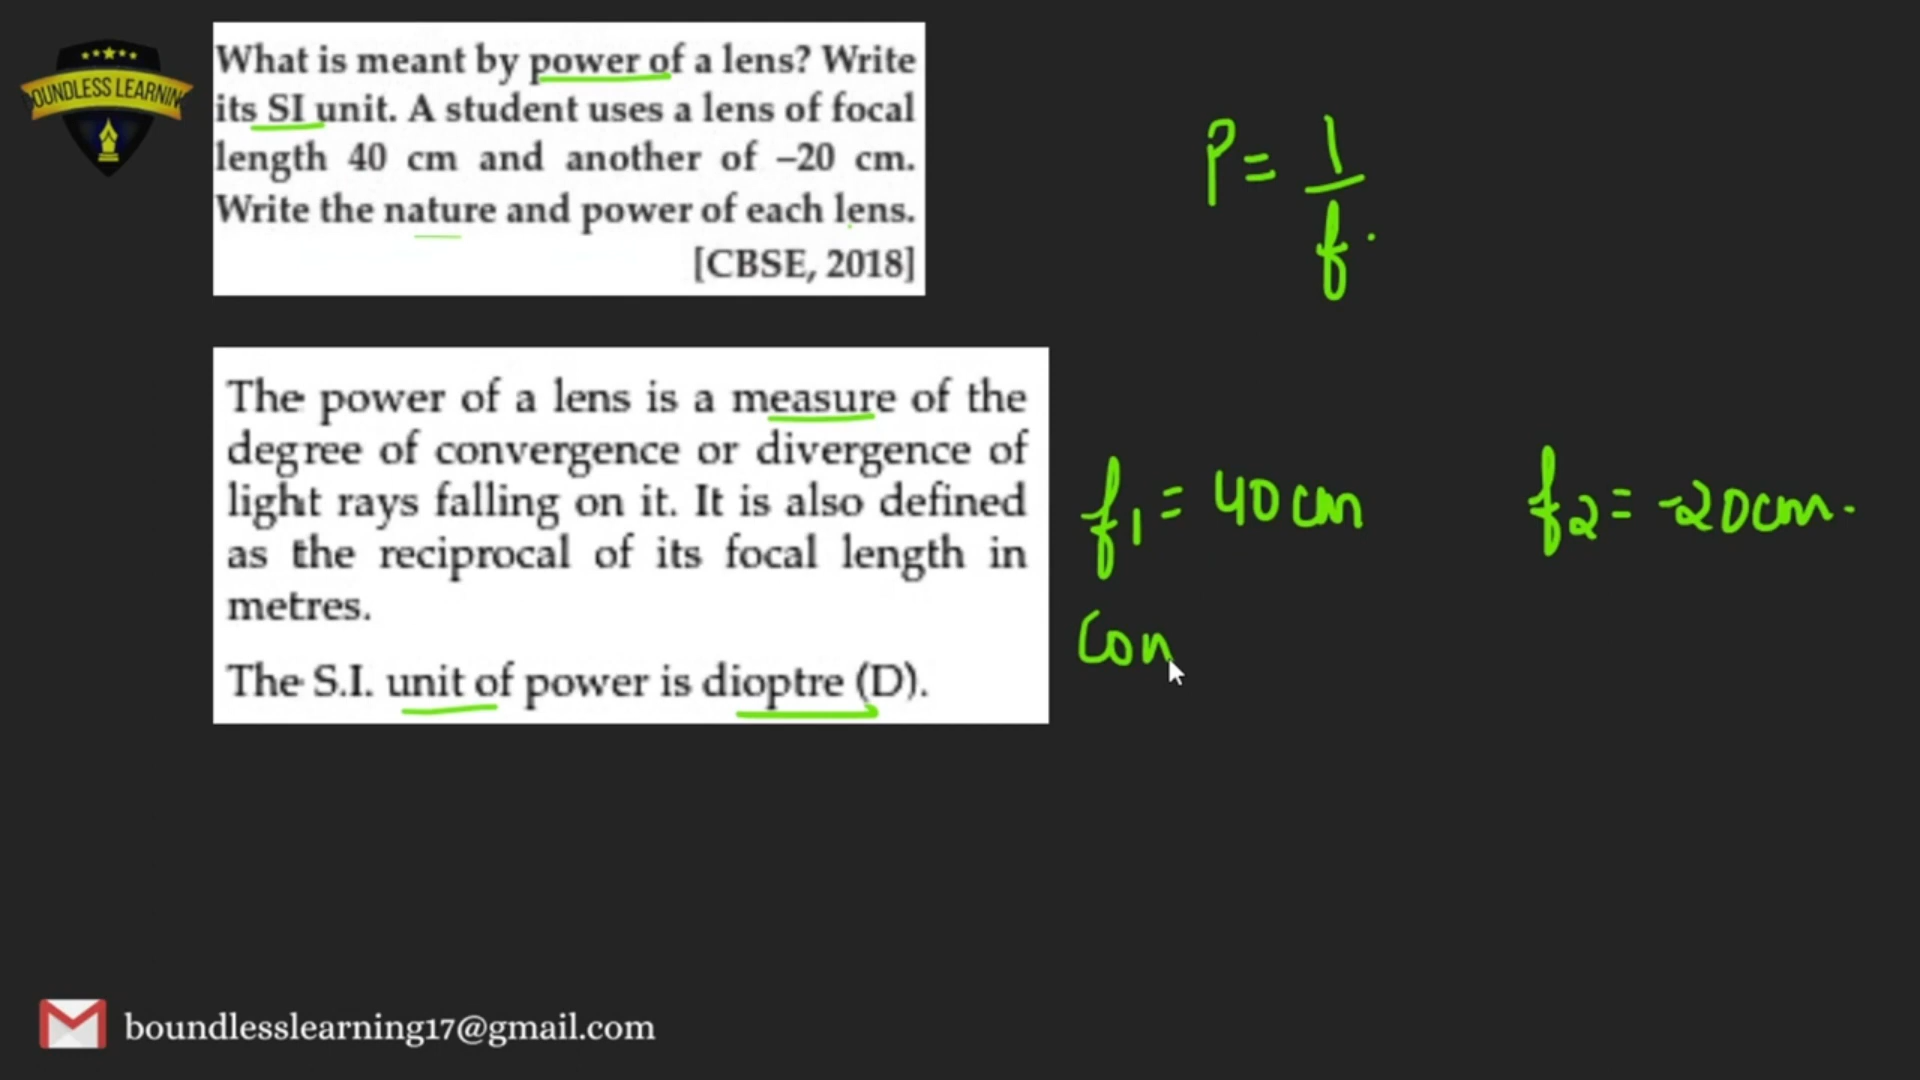 OUNDLESS LEARNIN
What is meant by power of a lens? Write
its SI unit. A student uses a lens of focal
length 40 cm and another of –20 cm.
Write the nature and power of each lens.
[CBSE, 2018]
P = 1/f.
The power of a lens is a measure of the
degree of convergence or divergence of
light rays falling on it. It is also defined
as the reciprocal of its focal length in
metres.
The S.I. unit of power is dioptre (D).
f1 = 40 cm
f2 = -20cm.
Con
boundlesslearning17@gmail.com